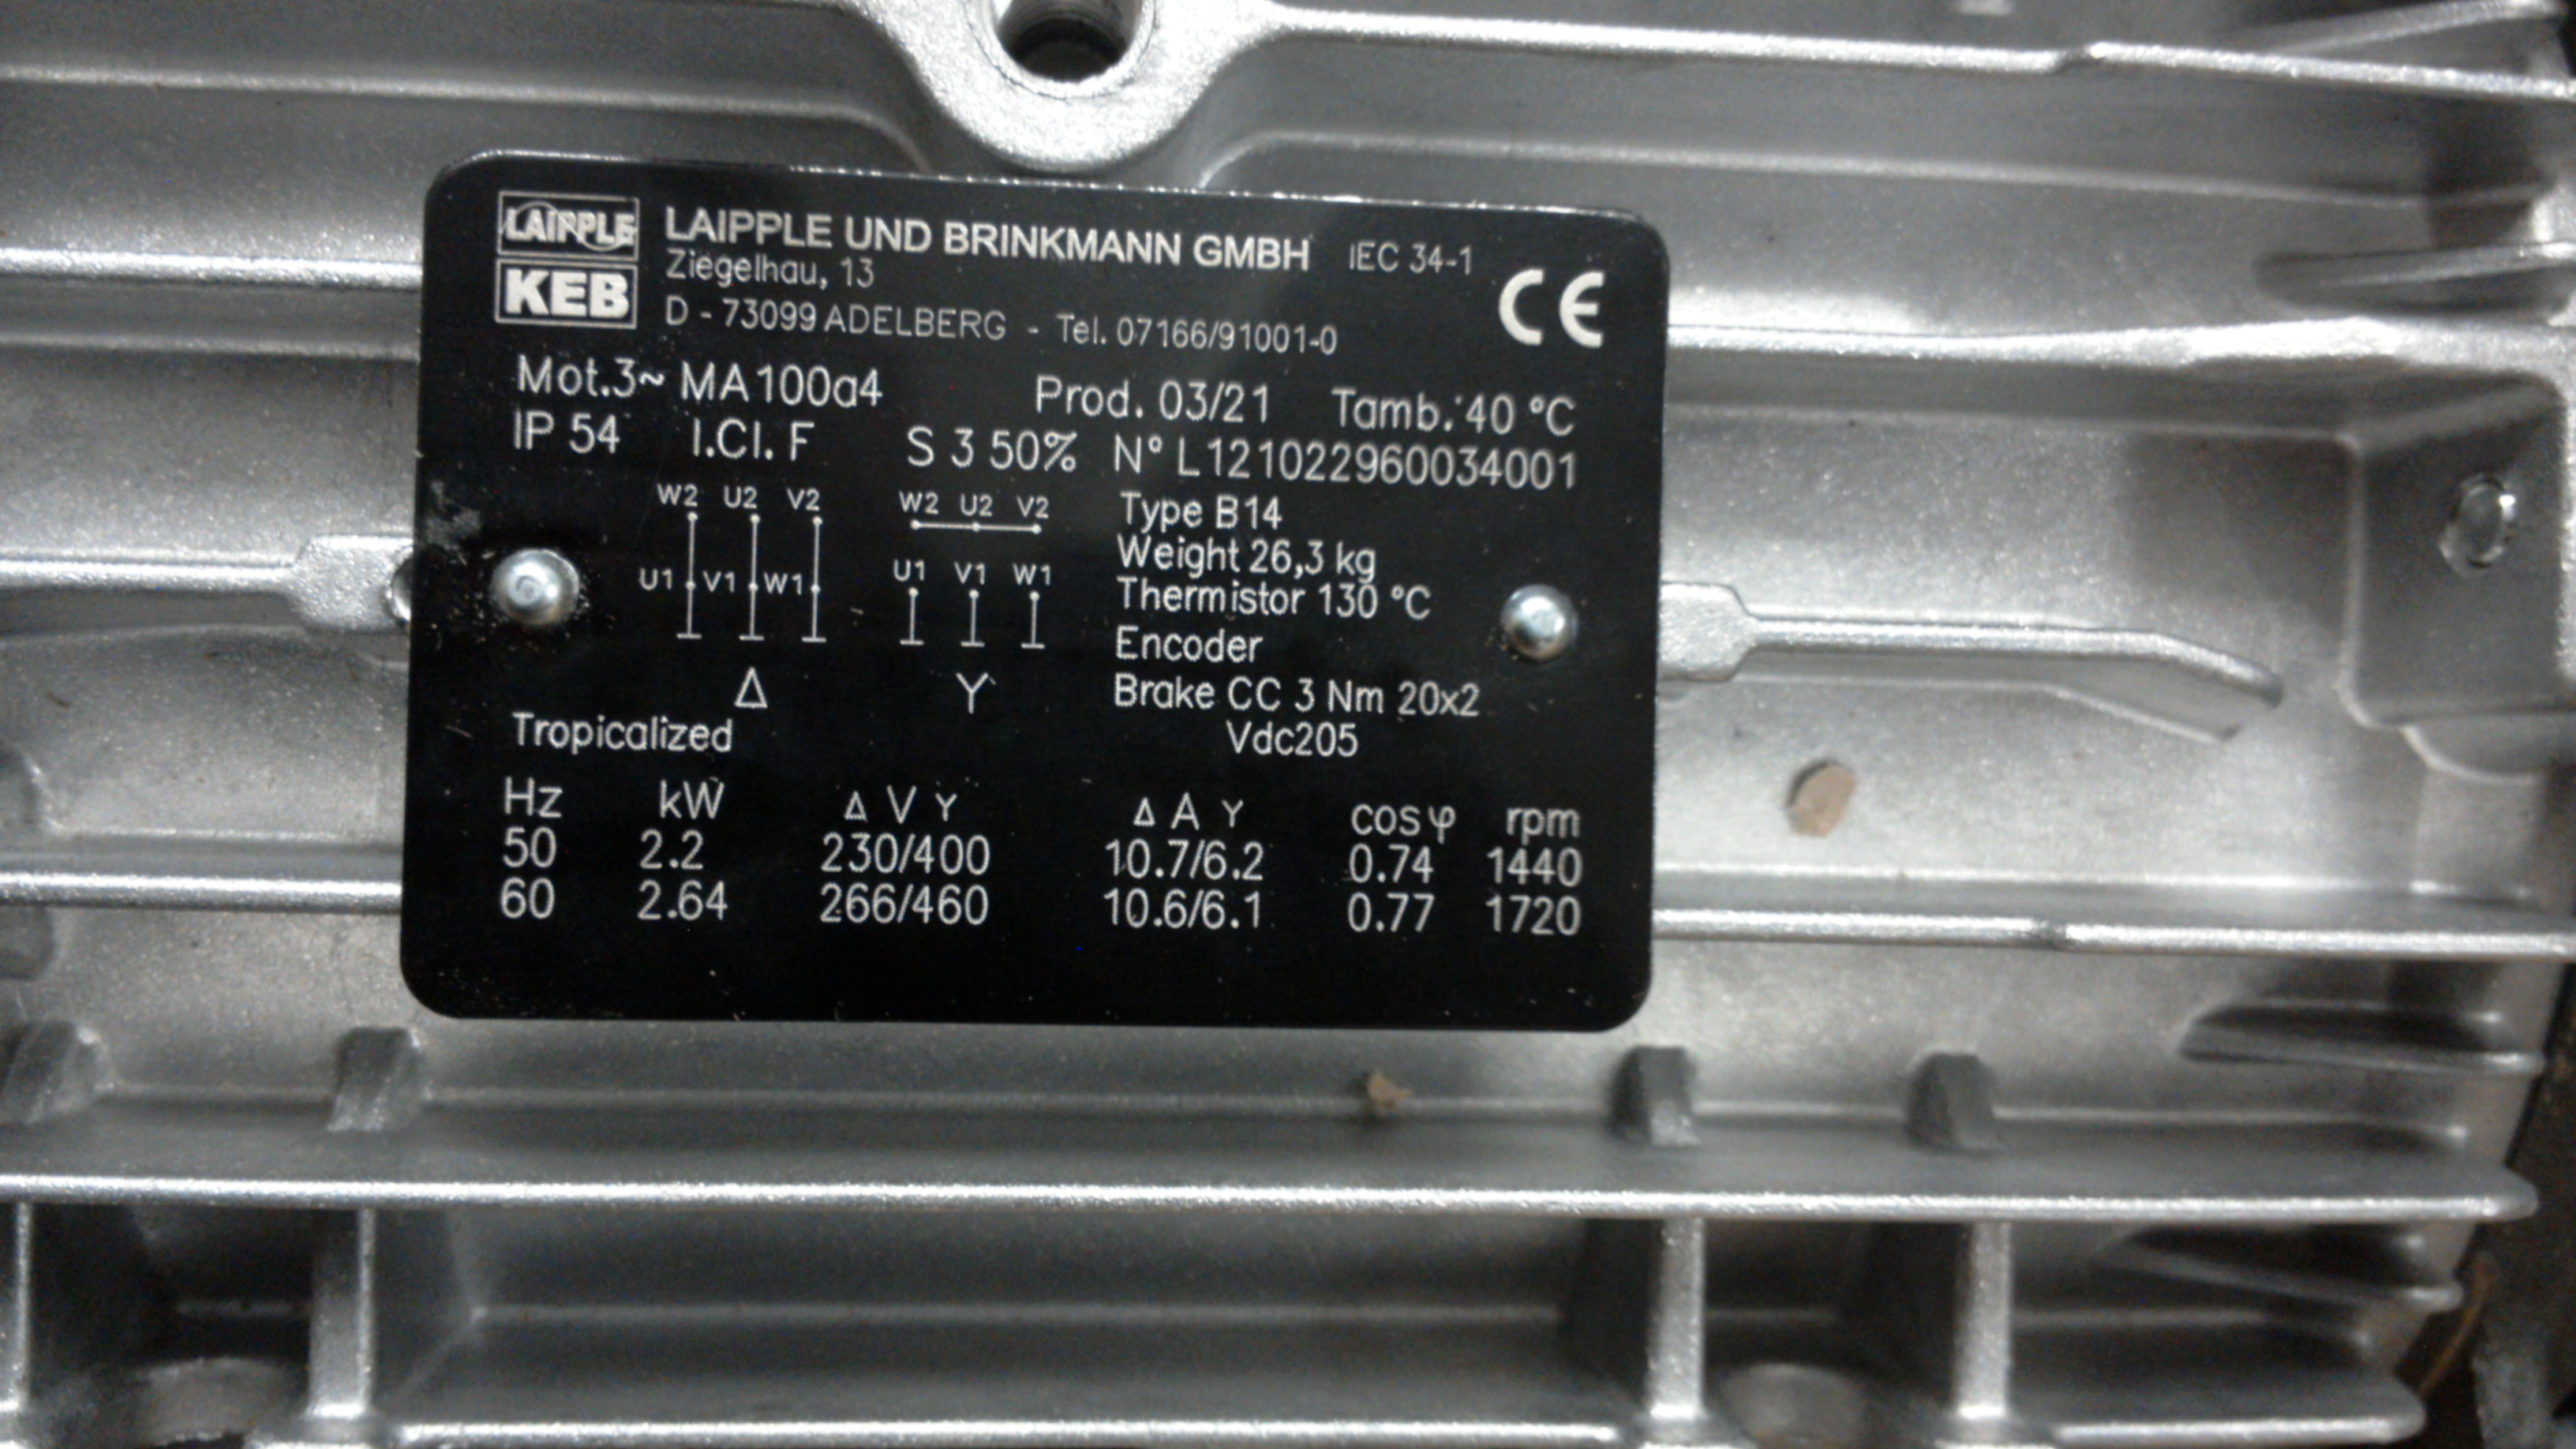 LAIPPLE
KEB
LAIPPLE UND BRINKMANN GMBH IEC 34-1
Ziegelhau, 13
D - 73099 ADELBERG - Tel. 07166/91001-0
CE
Mot.3~ MA100a4 Prod. 03/21 Tamb. 40 °C
IP 54 I.Cl. F S 3 50% N° L121022960034001
W2 U2 V2 W2 U2 V2
U1 V1 W1 U1 V1 W1
Δ Y
Type B14
Weight 26,3 kg
Thermistor 130 °C
Encoder
Brake CC 3 Nm 20x2
Vdc205
Tropicalized
Hz kW Δ V Y Δ A Y cosφ rpm
50 2.2 230/400 10.7/6.2 0.74 1440
60 2.64 266/460 10.6/6.1 0.77 1720